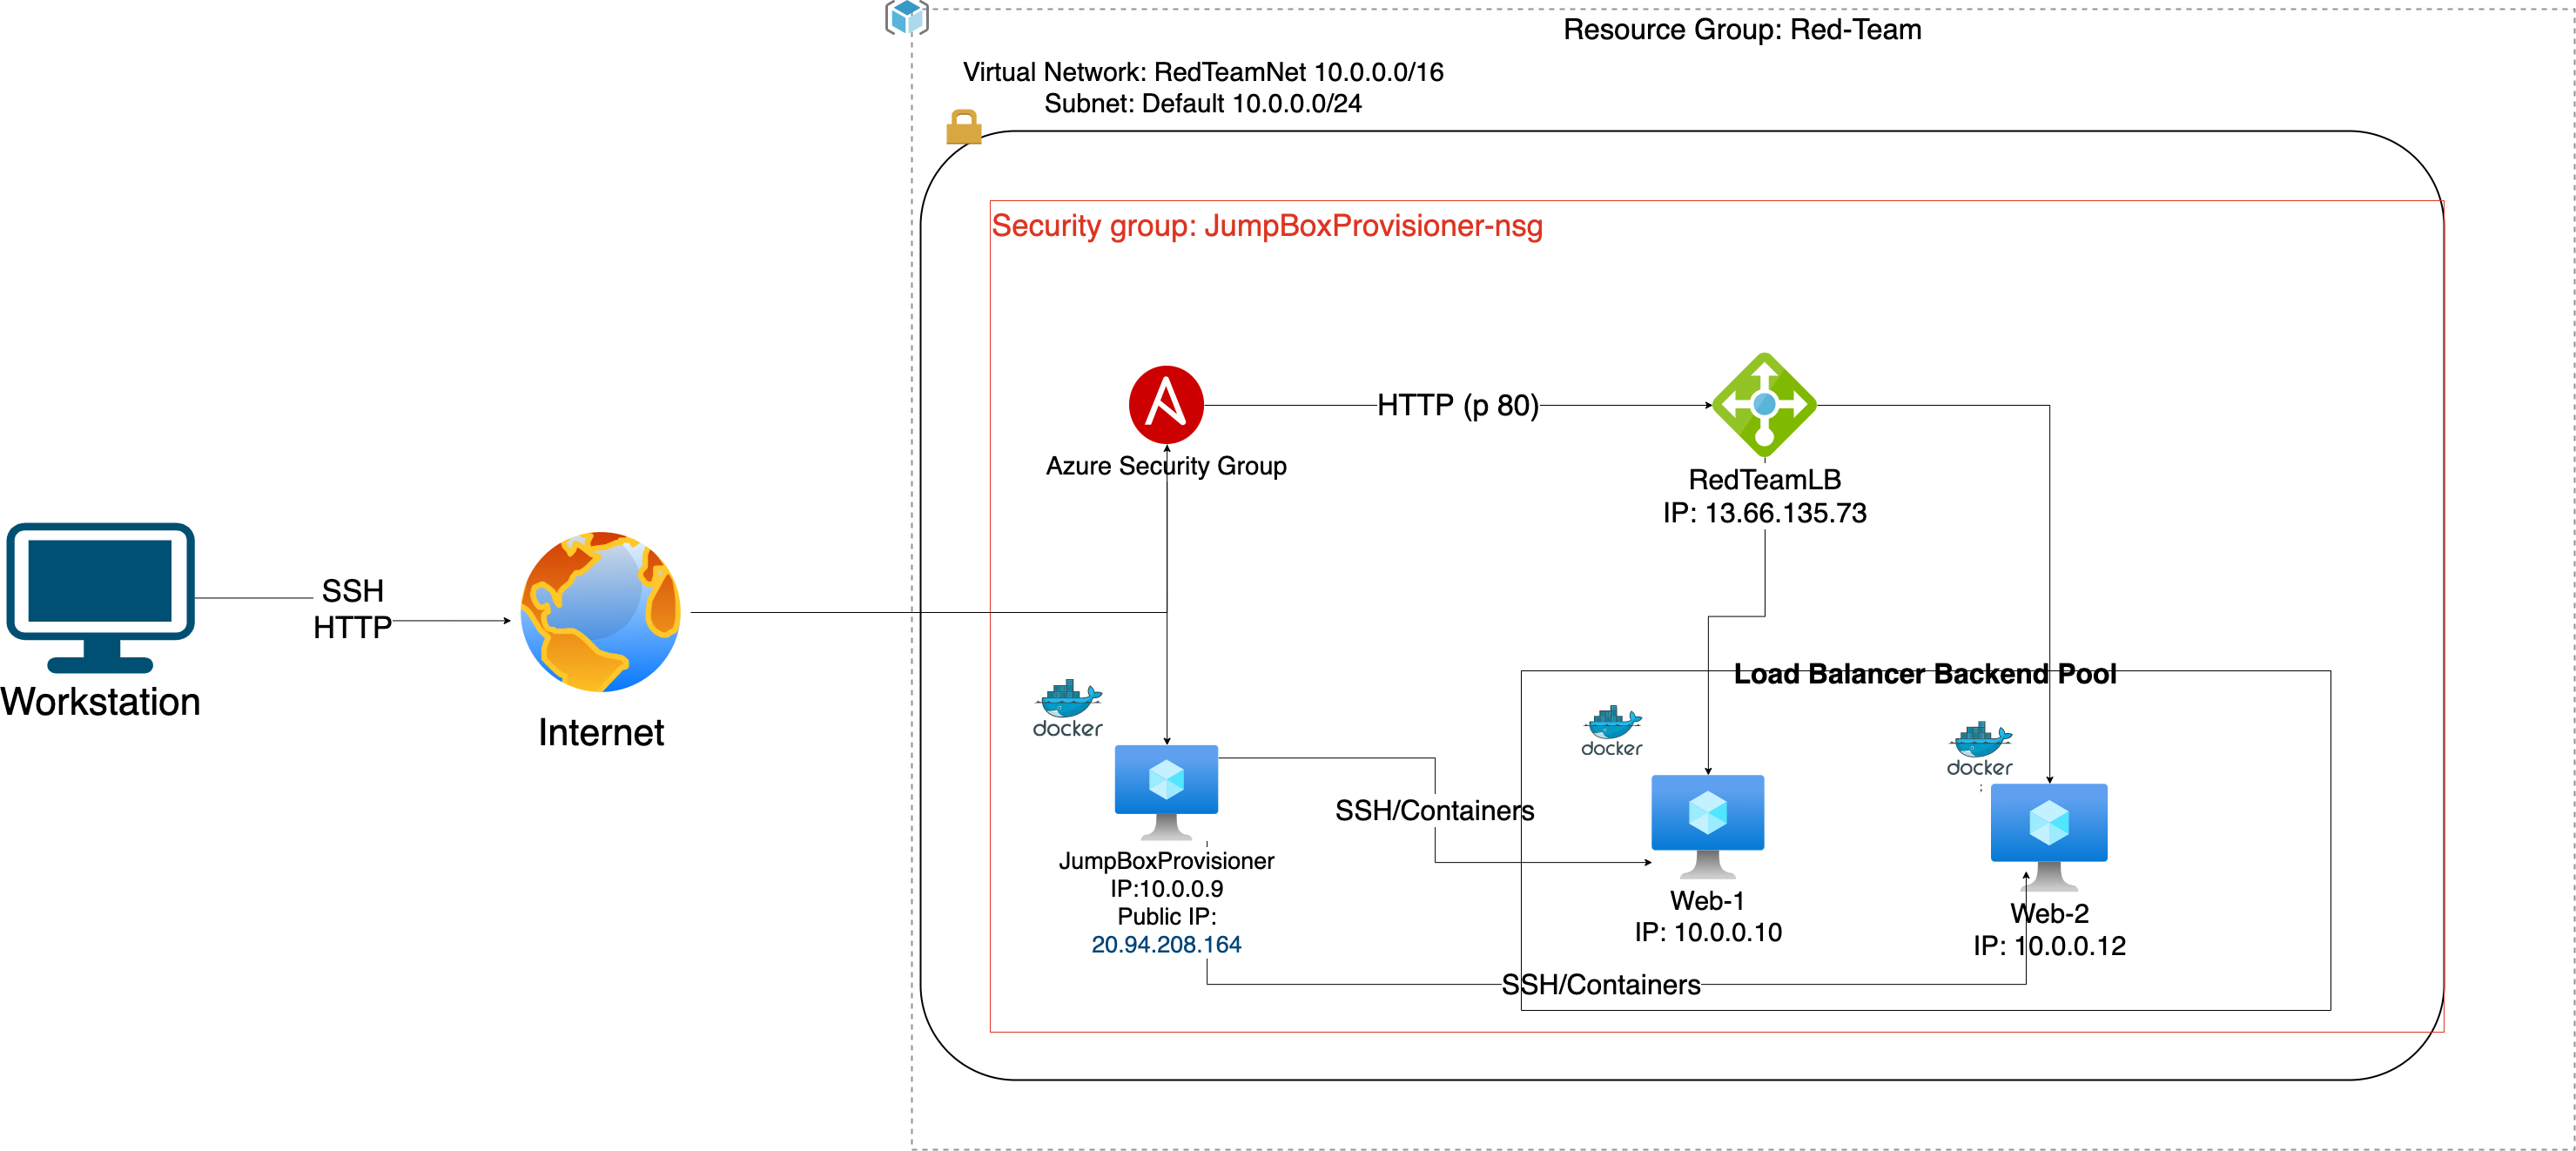 Resource Group: Red-Team
Virtual Network: RedTeamNet 10.0.0.0/16
Subnet: Default 10.0.0.0/24
Security group: JumpBoxProvisioner-nsg
HTTP (p 80)
Azure Security Group
RedTeamLB
IP: 13.66.135.73
SSH
HTTP
Workstation
Internet
Load Balancer Backend Pool
docker
docker
docker
:
SSH/Containers
JumpBoxProvisioner
IP:10.0.0.9
Public IP:
20.94.208.164
Web-1
IP: 10.0.0.10
Web-2
IP: 10.0.0.12
SSH/Containers